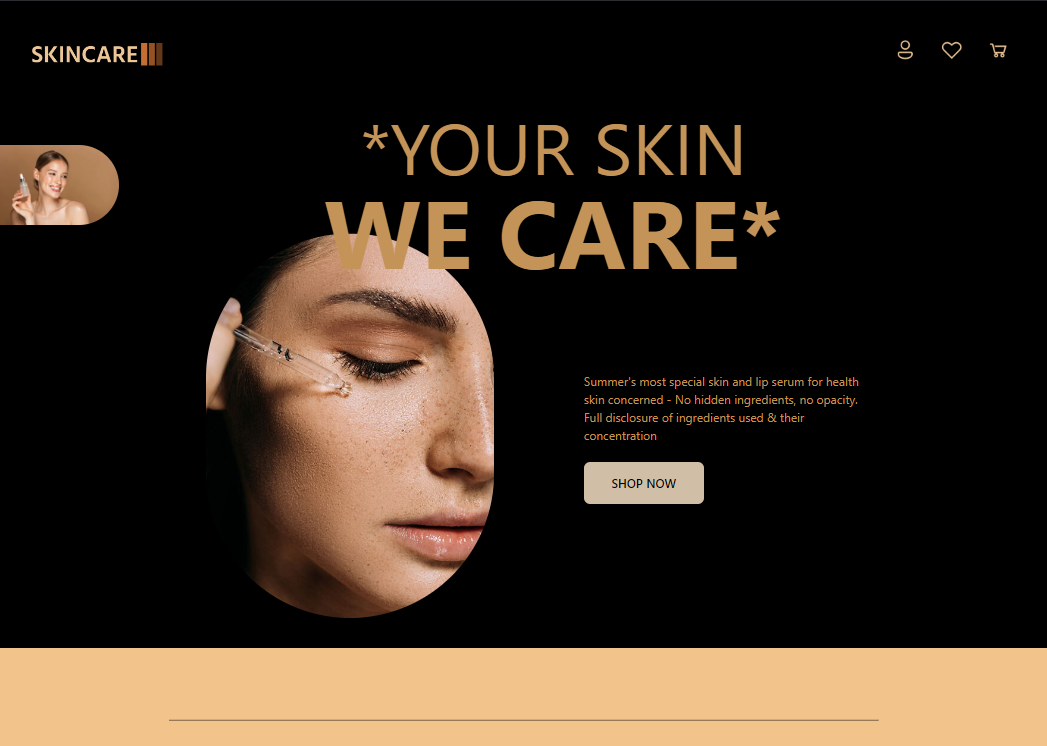 SKINCARE
*YOUR SKIN
WE CARE*
Summer's most special skin and lip serum for health
skin concerned - No hidden ingredients, no opacity.
Full disclosure of ingredients used & their
concentration
SHOP NOW